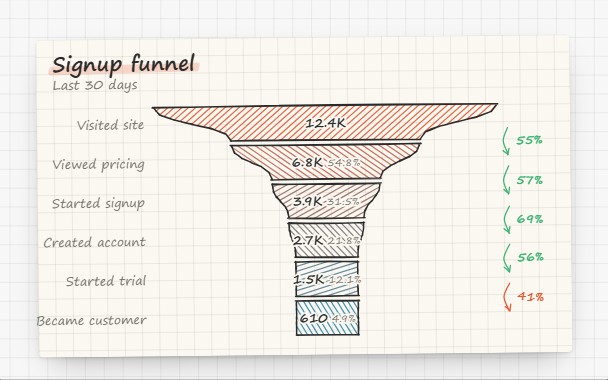 Signup funnel
Last 30 days
Visited site
12.4K
55%
Viewed pricing
6.8K 54.8%
57%
Started signup
3.9K 31.5%
69%
Created account
2.7K 21.8%
56%
Started trial
1.5K 12.1%
41%
Became customer
610 4.9%